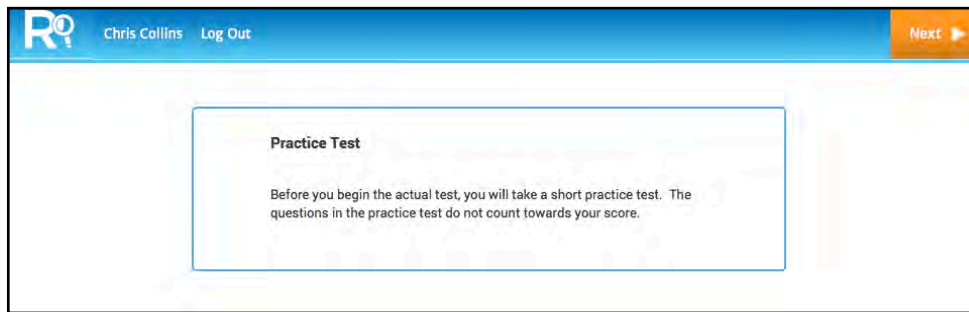 RI
Chris Collins Log Out
Next
Practice Test
Before you begin the actual test, you will take a short practice test. The
questions in the practice test do not count towards your score.